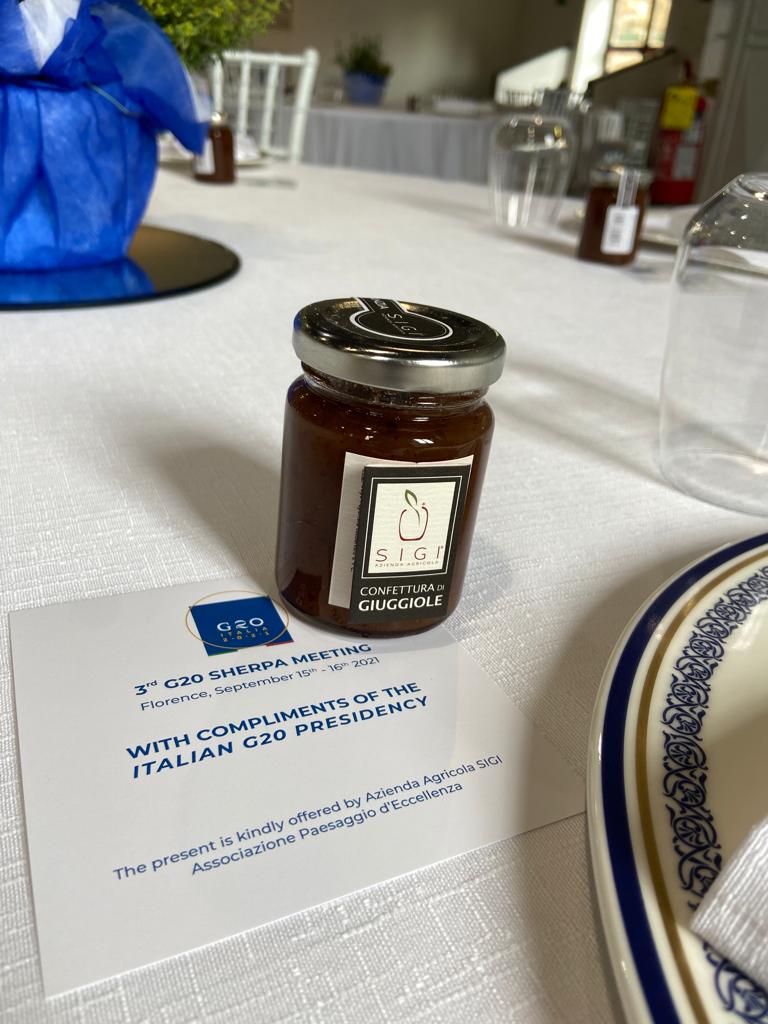 SIGI
SIGI
AZIENDA AGRICOLA
CONFETTURA DI
GIUGGIOLE
G20
ITALIA
2021
3rd G20 SHERPA MEETING
Florence, September 15th - 16th 2021
WITH COMPLIMENTS OF THE
ITALIAN G20 PRESIDENCY
The present is kindly offered by Azienda Agricola SIGI
Associazione Paesaggio d'Eccellenza